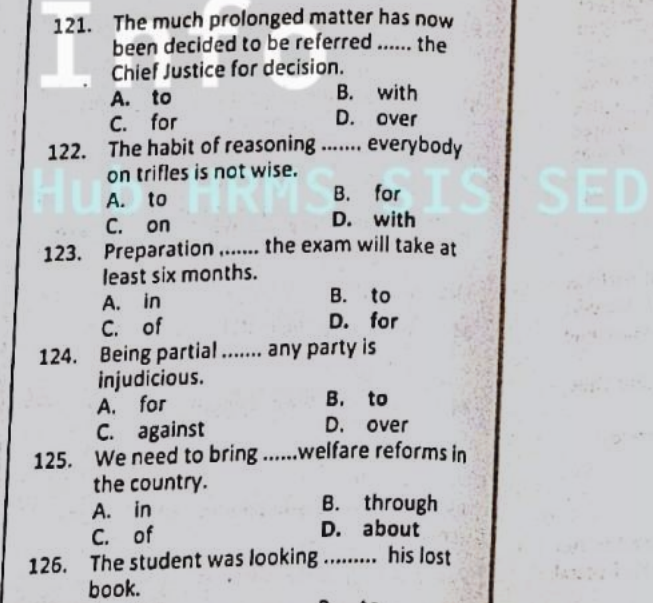 Info
Hub HRMS SIS SED
121. The much prolonged matter has now
been decided to be referred ...... the
Chief Justice for decision.
A. to B. with
C. for D. over
122. The habit of reasoning ....... everybody
on trifles is not wise.
A. to B. for
C. on D. with
123. Preparation ....... the exam will take at
least six months.
A. in B. to
C. of D. for
124. Being partial ....... any party is
injudicious.
A. for B. to
C. against D. over
125. We need to bring ......welfare reforms in
the country.
A. in B. through
C. of D. about
126. The student was looking ......... his lost
book.